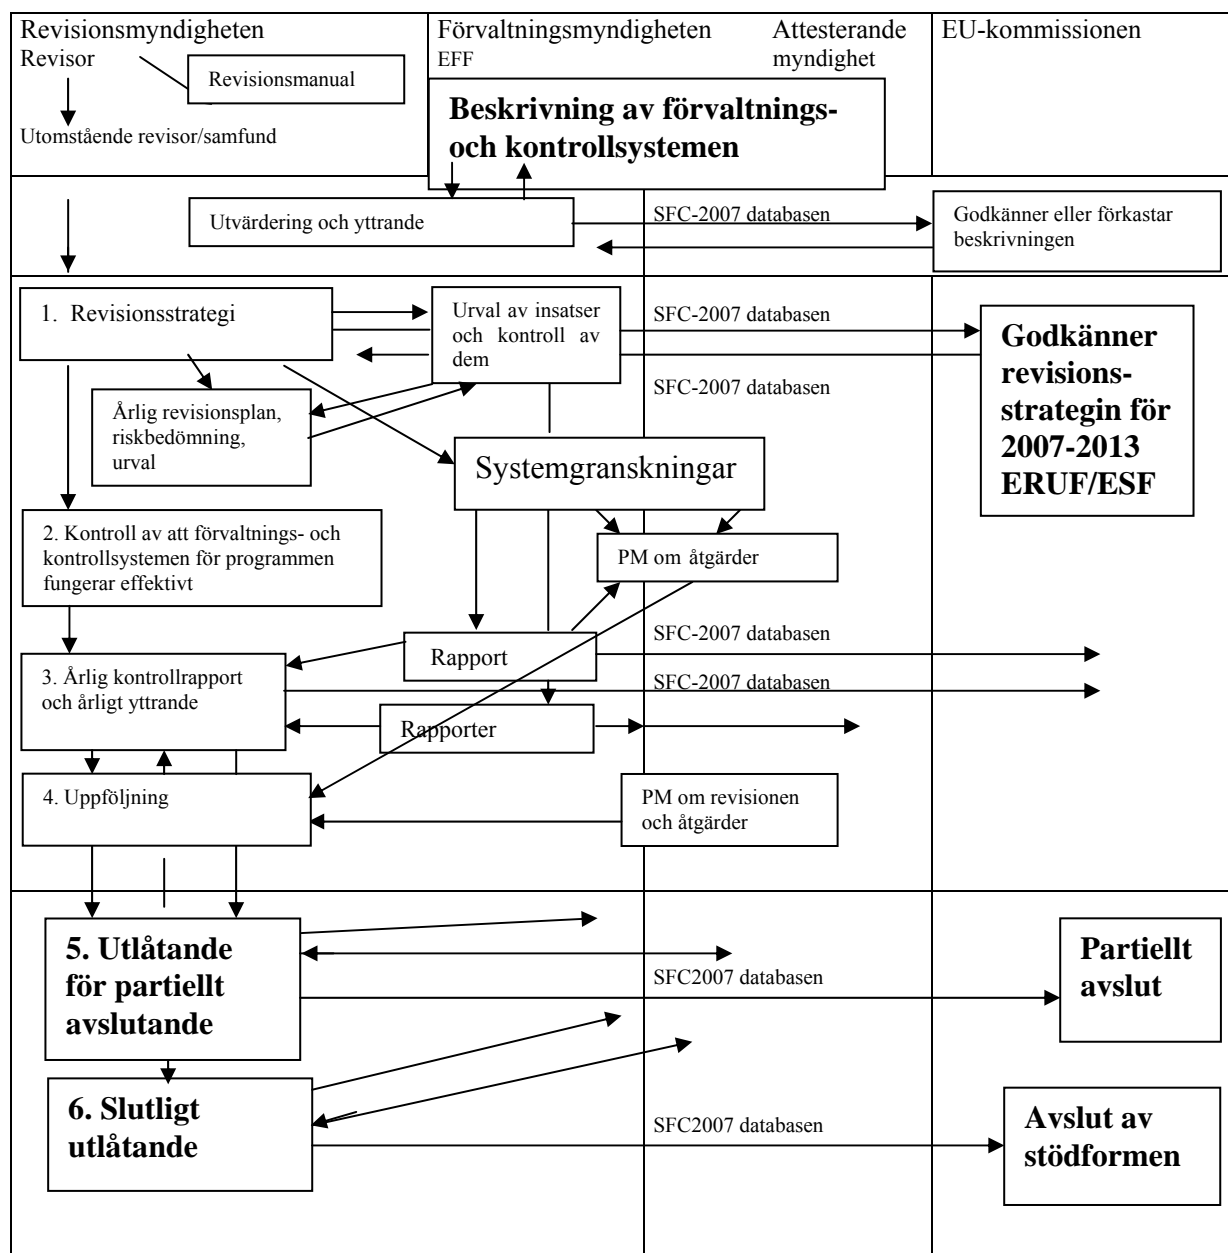 Revisionsmyndigheten
Revisor
Revisionsmanual
Utomstående revisor/samfund
Förvaltningsmyndigheten
EFF
Attesterande
myndighet
EU-kommissionen
Beskrivning av förvaltnings-
och kontrollsystemen
Utvärdering och yttrande
SFC-2007 databasen
Godkänner eller förkastar
beskrivningen
1. Revisionsstrategi
Urval av insatser
och kontroll av
dem
SFC-2007 databasen
SFC-2007 databasen
Godkänner
revisions-
strategin för
2007-2013
ERUF/ESF
Årlig revisionsplan,
riskbedömning,
urval
Systemgranskningar
2. Kontroll av att förvaltnings- och
kontrollsystemen för programmen
fungerar effektivt
PM om åtgärder
Rapport
SFC-2007 databasen
3. Årlig kontrollrapport
och årligt yttrande
SFC-2007 databasen
Rapporter
4. Uppföljning
PM om revisionen
och åtgärder
5. Utlåtande
för partiellt
avslutande
SFC2007 databasen
Partiellt
avslut
6. Slutligt
utlåtande
SFC2007 databasen
Avslut av
stödformen